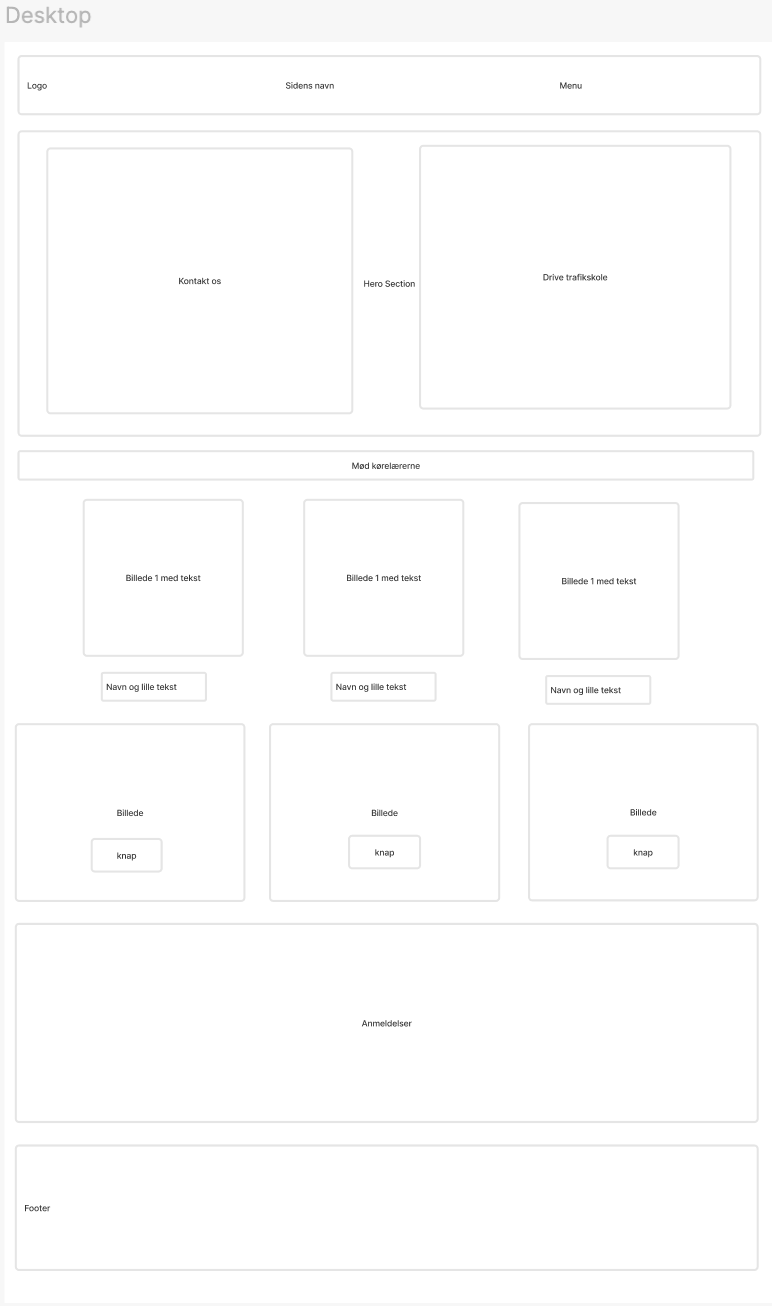 Desktop
Logo
Sidens navn
Menu
Kontakt os
Hero Section
Drive trafikskole
Mød kørelærerne
Billede 1 med tekst
Billede 1 med tekst
Billede 1 med tekst
Navn og lille tekst
Navn og lille tekst
Navn og lille tekst
Billede
Billede
Billede
knap
knap
knap
Anmeldelser
Footer